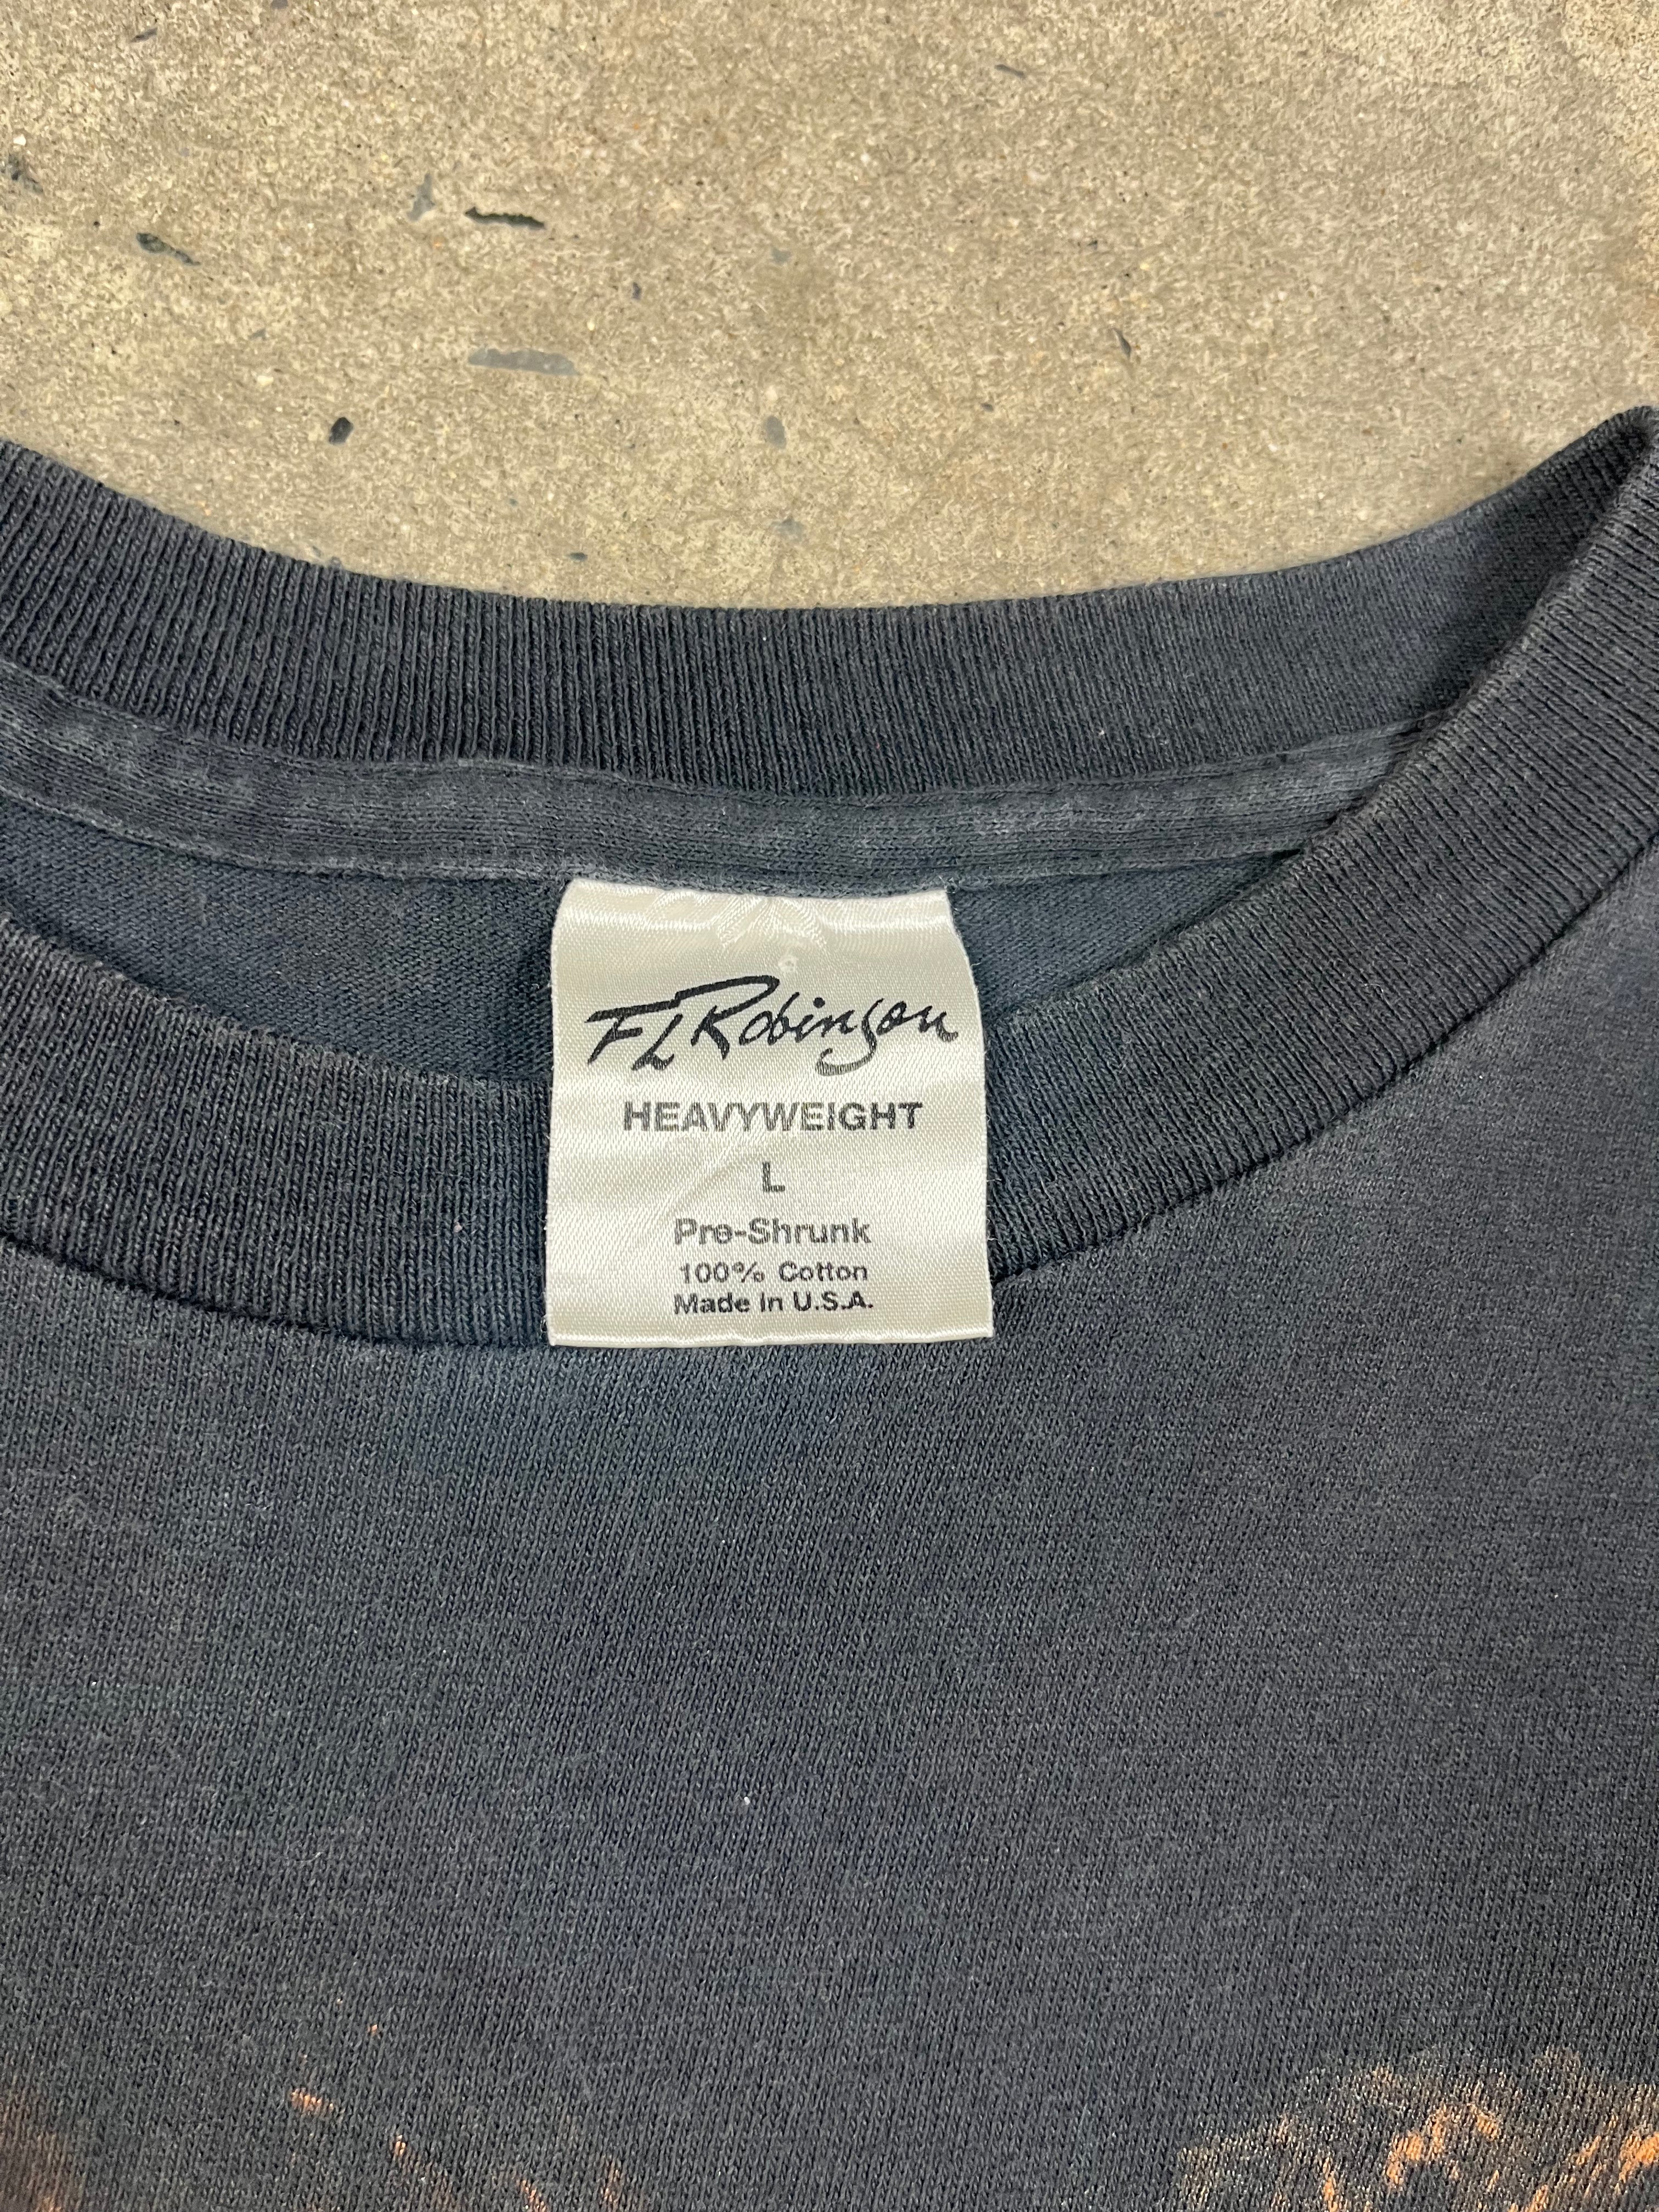 FL Robinson
HEAVYWEIGHT
L
Pre-Shrunk
100% Cotton
Made in U.S.A.